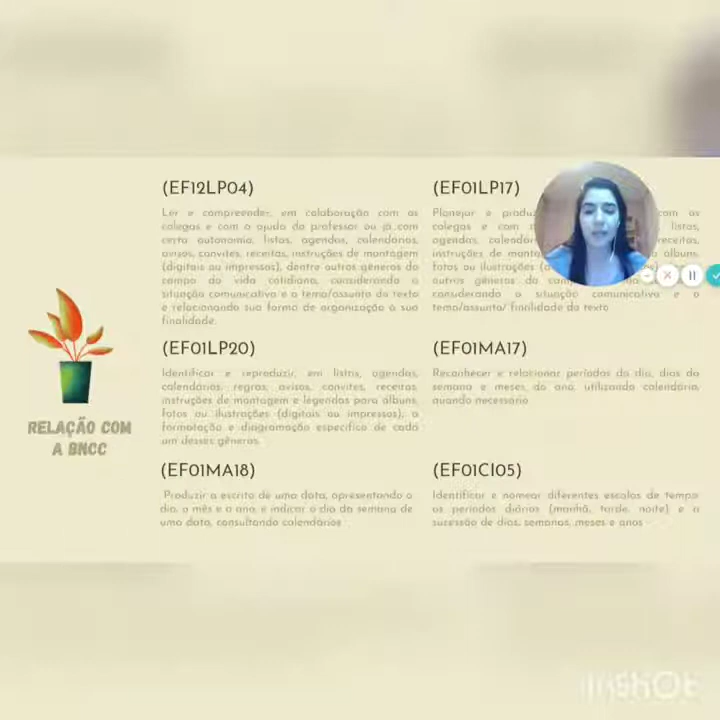 (EF12LP04)
Ler e compreender, em colaboração com os
colegas e com a ajuda do professor ou já com
certa autonomia, listas, agendas, calendários,
avisos, convites, receitas, instruções de montagem
(digitais ou impressos), dentre outros gêneros do
campo da vida cotidiana, considerando a
situação comunicativa e o tema/assunto do texto
e relacionando sua forma de organização à sua
finalidade.
(EF01LP17)
Planejar e com os
colegas e com listas,
agendas, receitas,
instruções de álbuns,
fotos ou ilustrações
outros gêneros do
considerando a situação comunicativa e o
tema/assunto/ finalidade do texto
(EF01LP20)
Identificar e reproduzir, em listas, agendas,
calendários, regras, avisos, convites, receitas,
instruções de montagem e legendas para álbuns,
fotos ou ilustrações (digitais ou impressos), a
formatação e diagramação específica de cada
um desses gêneros.
(EF01MA17)
Reconhecer e relacionar períodos do dia, dias da
semana e meses do ano, utilizando calendário,
quando necessário
(EF01MA18)
Produzir a escrita de uma data, apresentando o
dia, o mês e o ano, e indicar o dia da semana de
uma data, consultando calendários
(EF01CI05)
Identificar e nomear diferentes escalas de tempo:
os períodos diários (manhã, tarde, noite) e a
sucessão de dias, semanas, meses e anos
RELAÇÃO COM
A BNCC
InShOt